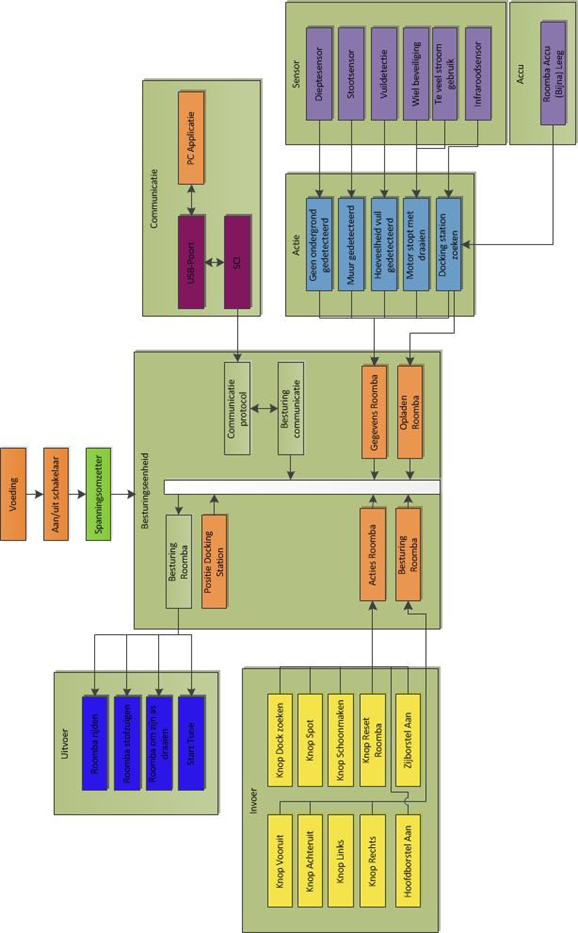 Voeding
Aan/uit schakelaar
Spanningsomzetter
Uitvoer
Roomba rijden
Roomba stofzuigen
Roomba om zijn as
draaien
Start Tune
Besturingseenheid
Besturing
Roomba
Positie Docking
Station
Acties Roomba
Besturing
Roomba
Communicatie
protocol
Besturing
communicatie
Gegevens Roomba
Opladen
Roomba
Communicatie
PC Applicatie
USB-Poort
SCI
Sensor
Dieptesensor
Stootsensor
Vuildetectie
Wiel beveiliging
Te veel stroom
gebruik
Infraroodsensor
Accu
Roomba Accu
(Bijna) Leeg
Actie
Geen ondergrond
gedetecteerd
Muur gedetecteerd
Hoeveelheid vuil
gedetecteerd
Motor stopt met
draaien
Docking station
zoeken
Invoer
Knop Vooruit
Knop Achteruit
Knop Links
Knop Rechts
Hoofdborstel Aan
Knop Dock zoeken
Knop Spot
Knop Schoonmaken
Knop Reset
Roomba
Zijborstel Aan